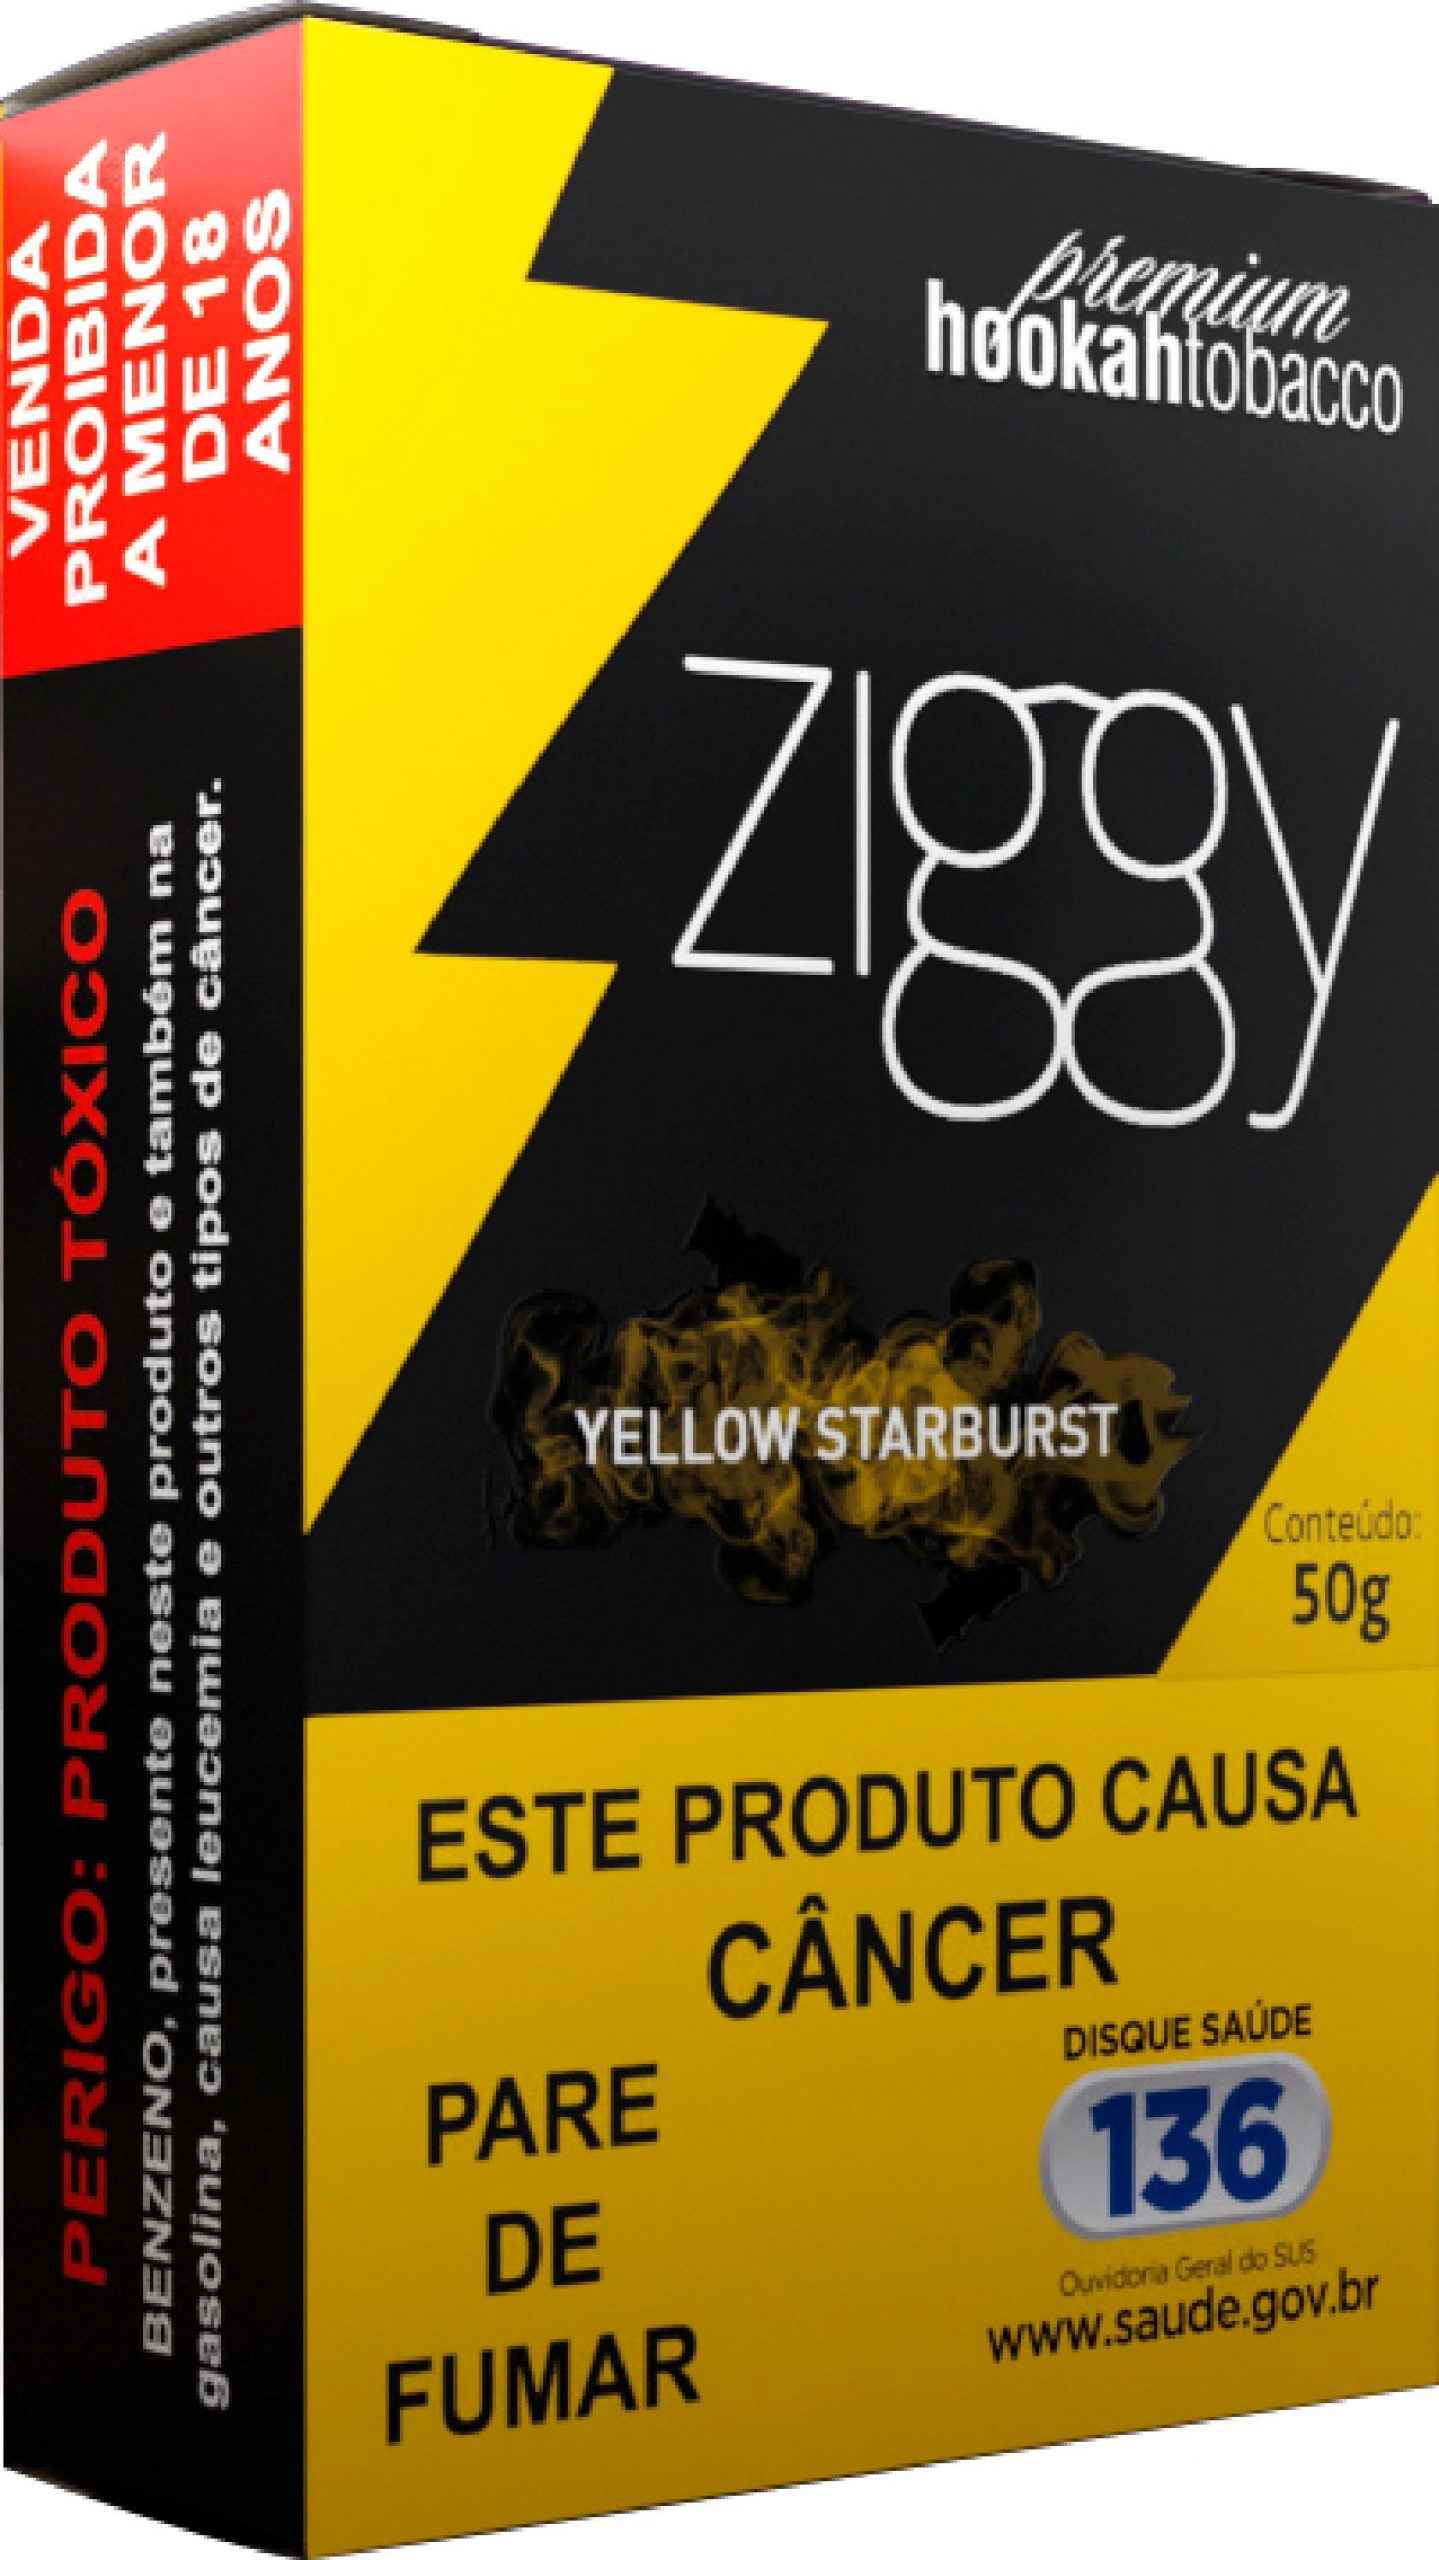 VENDA
PROIBIDA
A MENOR
DE 18
ANOS
PERIGO: PRODUTO TÓXICO
BENZENO, presente neste produto e também na
gasolina, causa leucemia e outros tipos de câncer.
premium
hookahtobacco
ziggy
YELLOW STARBURST
Conteúdo:
50g
ESTE PRODUTO CAUSA
CÂNCER
PARE
DE
FUMAR
DISQUE SAÚDE
136
Ouvidoria Geral do SUS
www.saude.gov.br